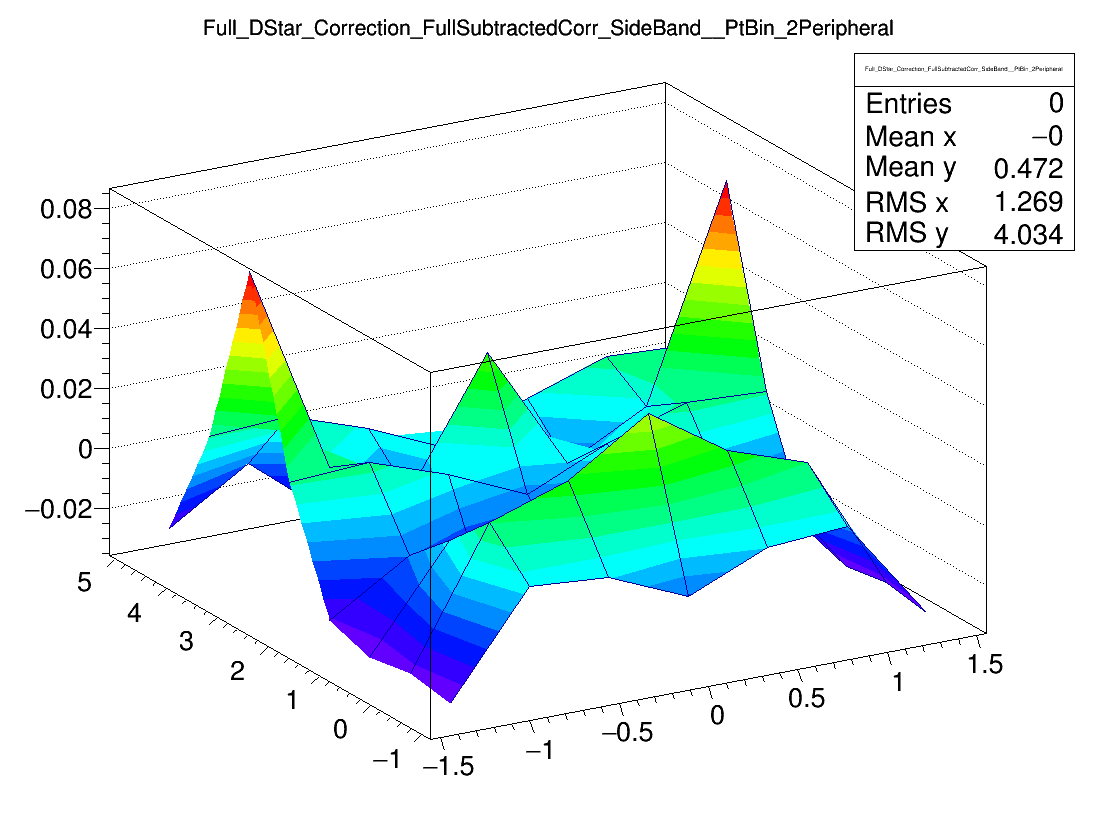 Full_DStar_Correction_FullSubtractedCorr_SideBand__PtBin_2Peripheral
Full_DStar_Correction_FullSubtractedCorr_SideBand__PtBin_2Peripheral
Entries 0
Mean x −0
Mean y 0.472
RMS x 1.269
RMS y 4.034
0.08
0.06
0.04
0.02
0
−0.02
5
4
3
2
1
0
−1
−1.5
−1
−0.5
0
0.5
1
1.5